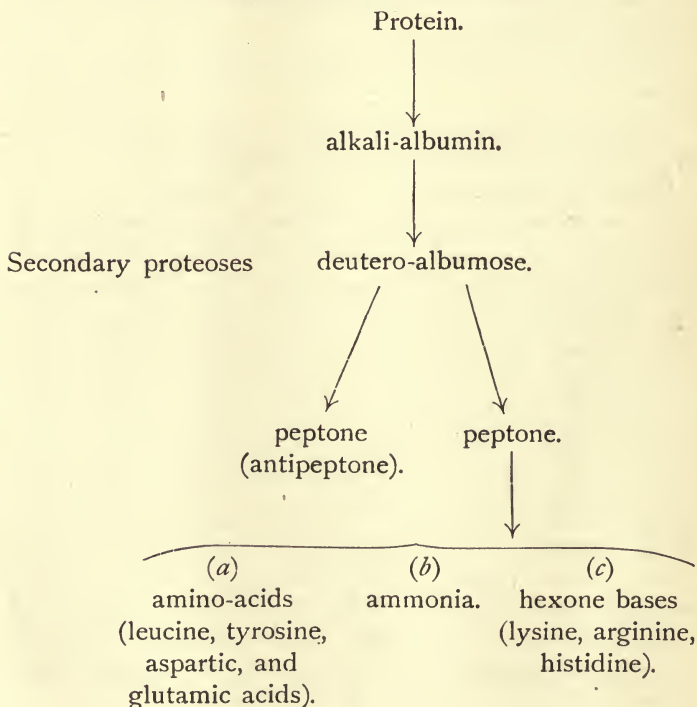 Protein.
alkali-albumin.
Secondary proteoses deutero-albumose.
peptone peptone.
(antipeptone).
(a) (b) (c)
amino-acids ammonia. hexone bases
(leucine, tyrosine, (lysine, arginine,
aspartic, and histidine).
glutamic acids).